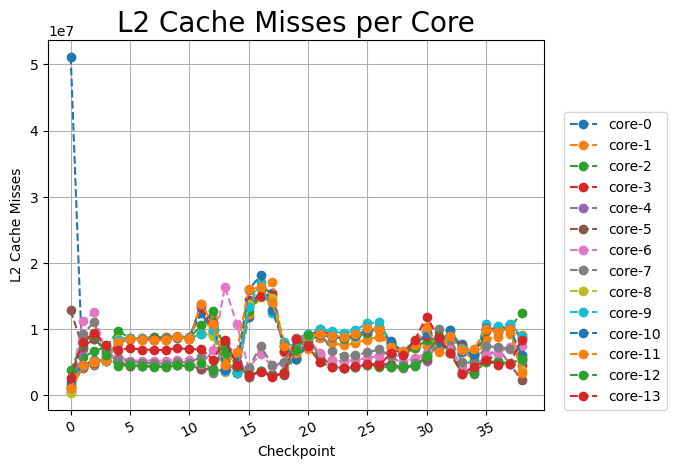 L2 Cache Misses per Core
1e7
5
4
3
2
1
0
L2 Cache Misses
0
5
10
15
20
25
30
35
Checkpoint
core-0
core-1
core-2
core-3
core-4
core-5
core-6
core-7
core-8
core-9
core-10
core-11
core-12
core-13